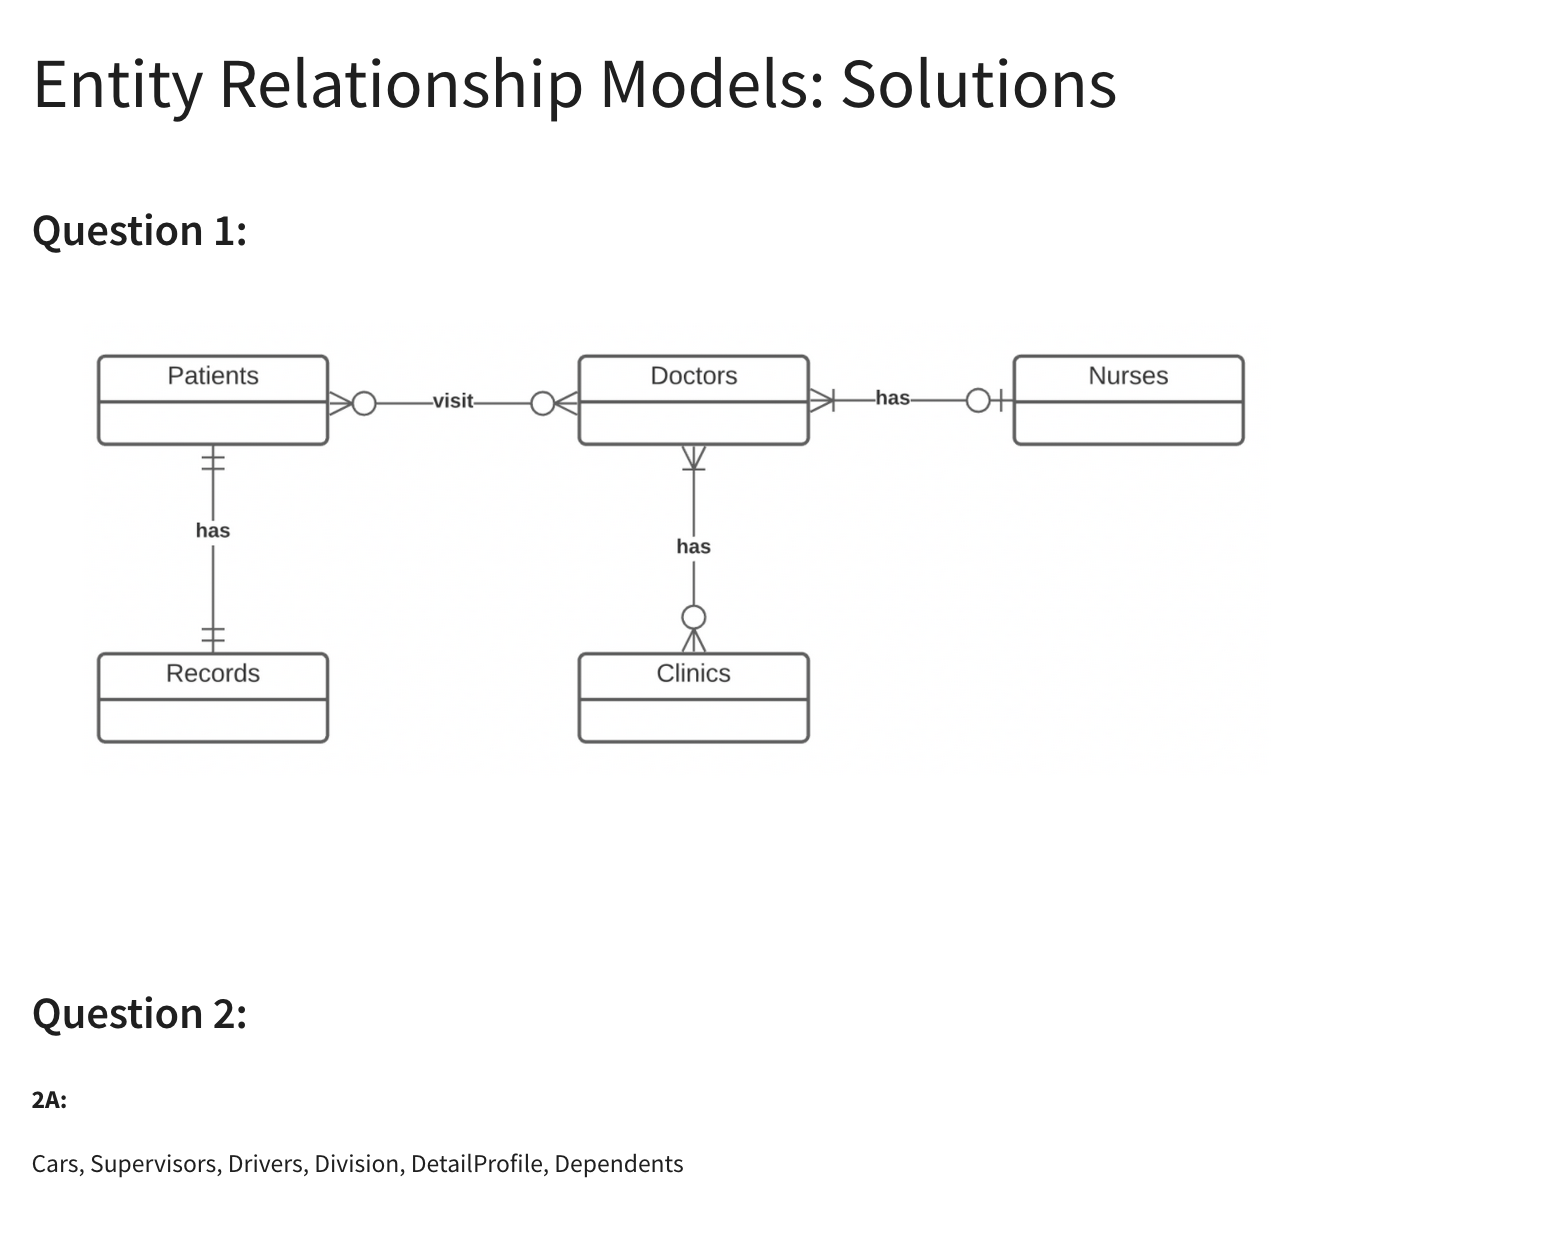 Entity Relationship Models: Solutions
Question 1:
Patients
visit
Doctors
has
Nurses
has
has
Records
Clinics
Question 2:
2A:
Cars, Supervisors, Drivers, Division, DetailProfile, Dependents